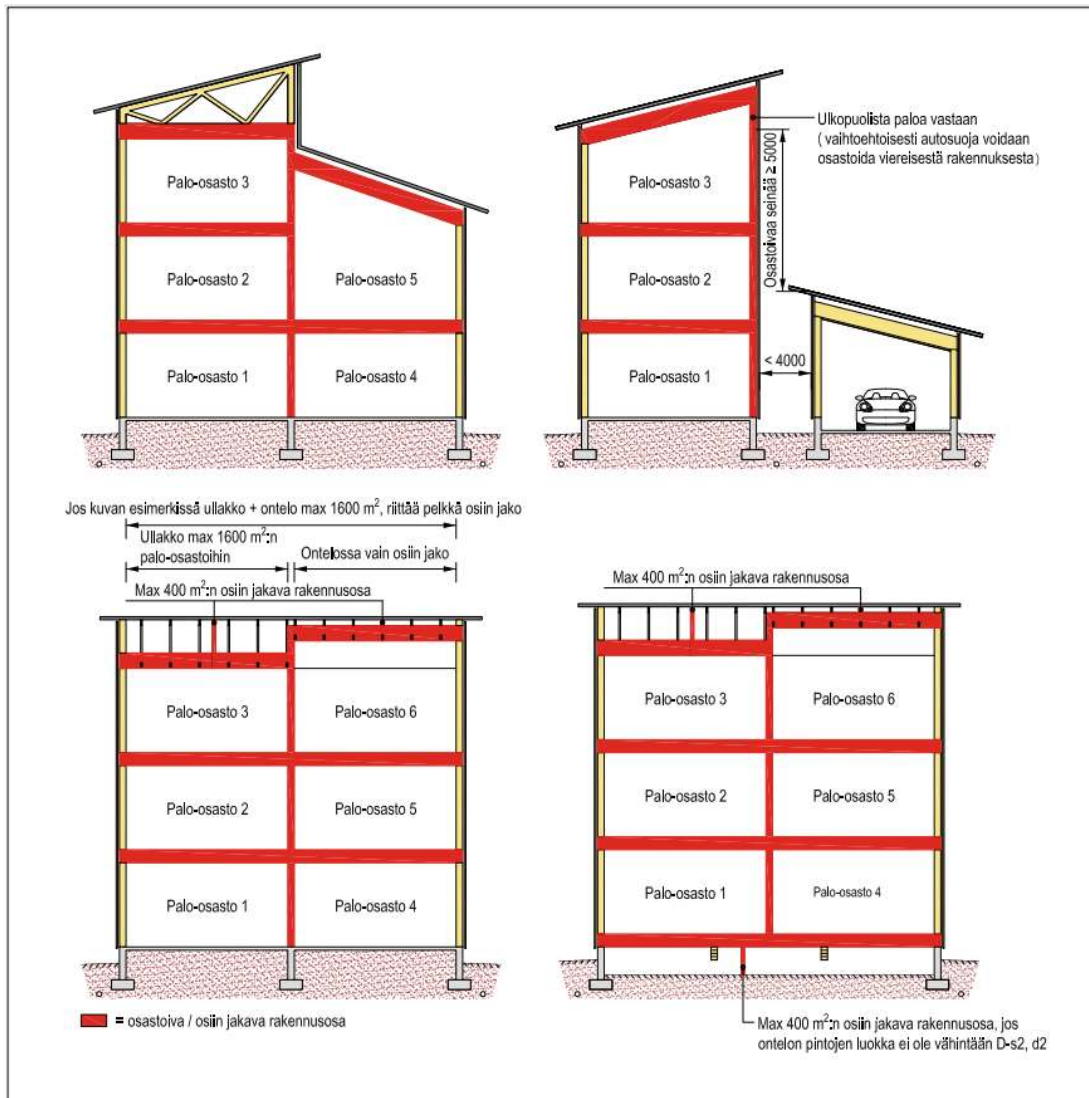 Palo-osasto 3
Palo-osasto 2
Palo-osasto 5
Palo-osasto 1
Palo-osasto 4
Ulkopuolista paloa vastaan
( vaihtoehtoisesti autosuoja voidaan
osastoida viereisestä rakennuksesta)
Osastoivaa seinää ≥ 5000
Palo-osasto 3
Palo-osasto 2
< 4000
Palo-osasto 1
Jos kuvan esimerkissä ullakko + ontelo max 1600 m², riittää pelkkä osiin jako
Ullakko max 1600 m²:n
palo-osastoihin
Ontelossa vain osiin jako
Max 400 m²:n osiin jakava rakennusosa
Palo-osasto 3
Palo-osasto 6
Palo-osasto 2
Palo-osasto 5
Palo-osasto 1
Palo-osasto 4
= osastoiva / osiin jakava rakennusosa
Max 400 m²:n osiin jakava rakennusosa
Palo-osasto 3
Palo-osasto 6
Palo-osasto 2
Palo-osasto 5
Palo-osasto 1
Palo-osasto 4
Max 400 m²:n osiin jakava rakennusosa, jos
ontelon pintojen luokka ei ole vähintään D-s2, d2